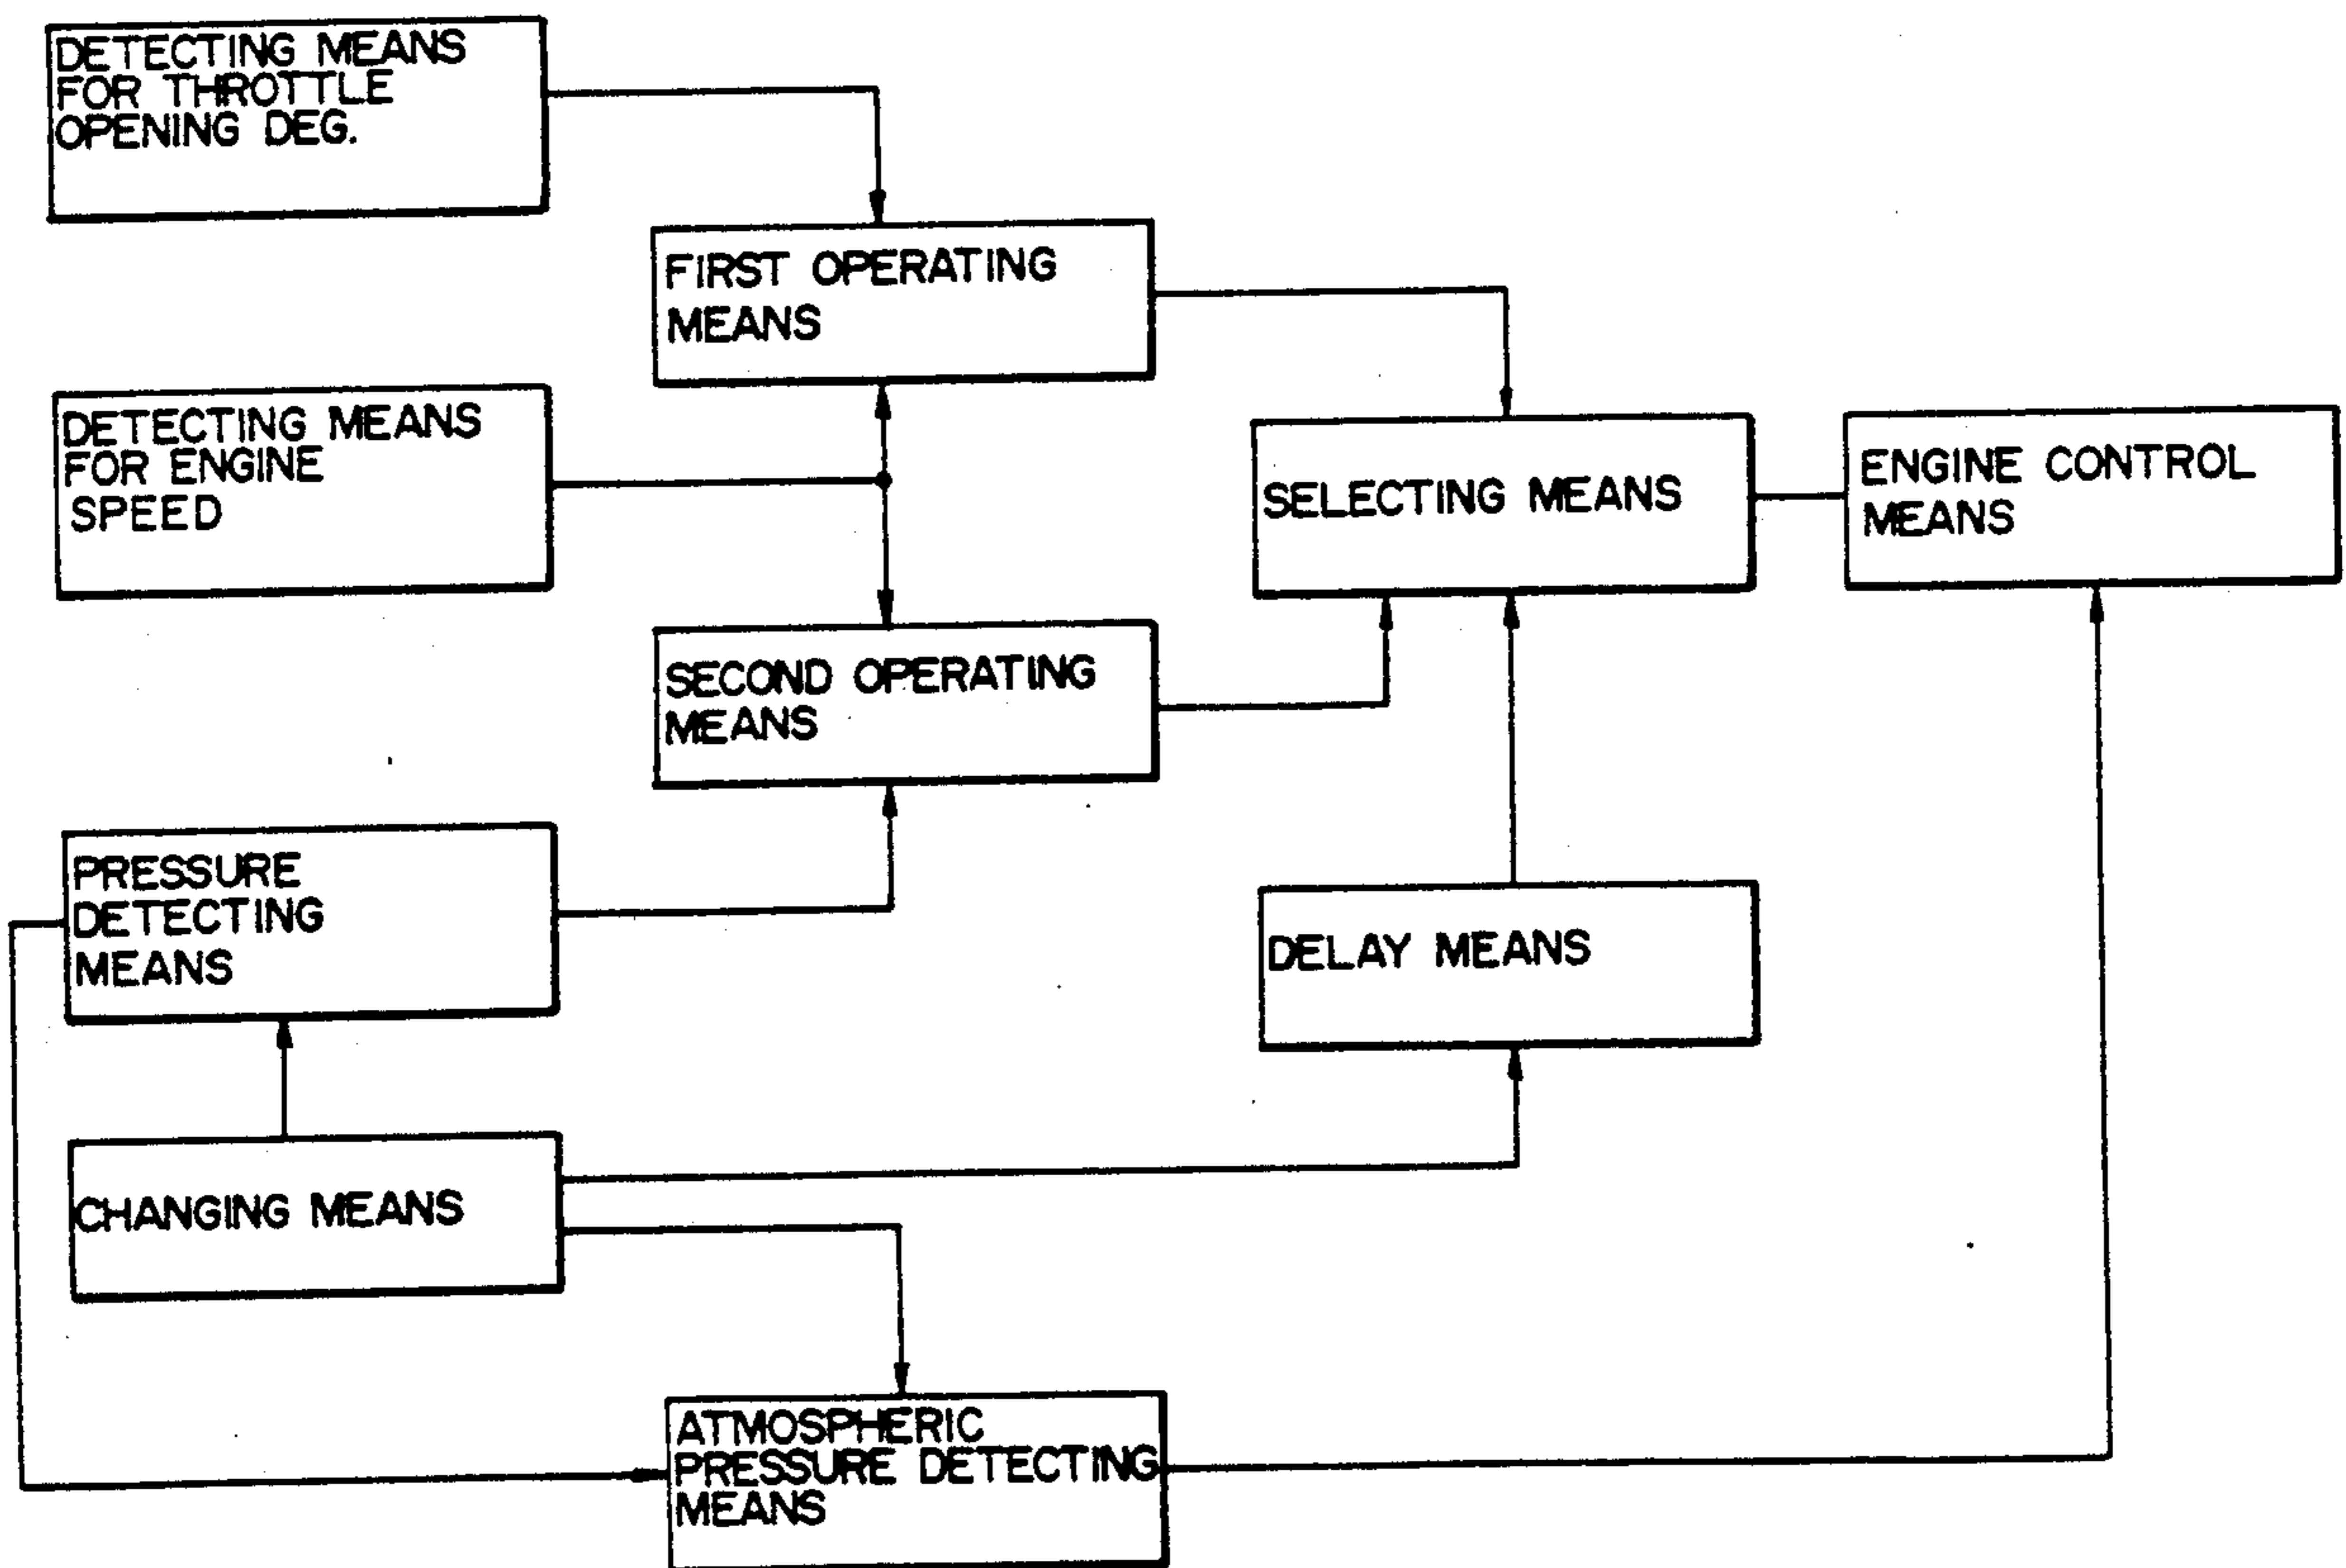 DETECTING MEANS
FOR THROTTLE
OPENING DEG.
FIRST OPERATING
MEANS
DETECTING MEANS
FOR ENGINE
SPEED
SELECTING MEANS
ENGINE CONTROL
MEANS
SECOND OPERATING
MEANS
PRESSURE
DETECTING
MEANS
DELAY MEANS
CHANGING MEANS
ATMOSPHERIC
PRESSURE DETECTING
MEANS